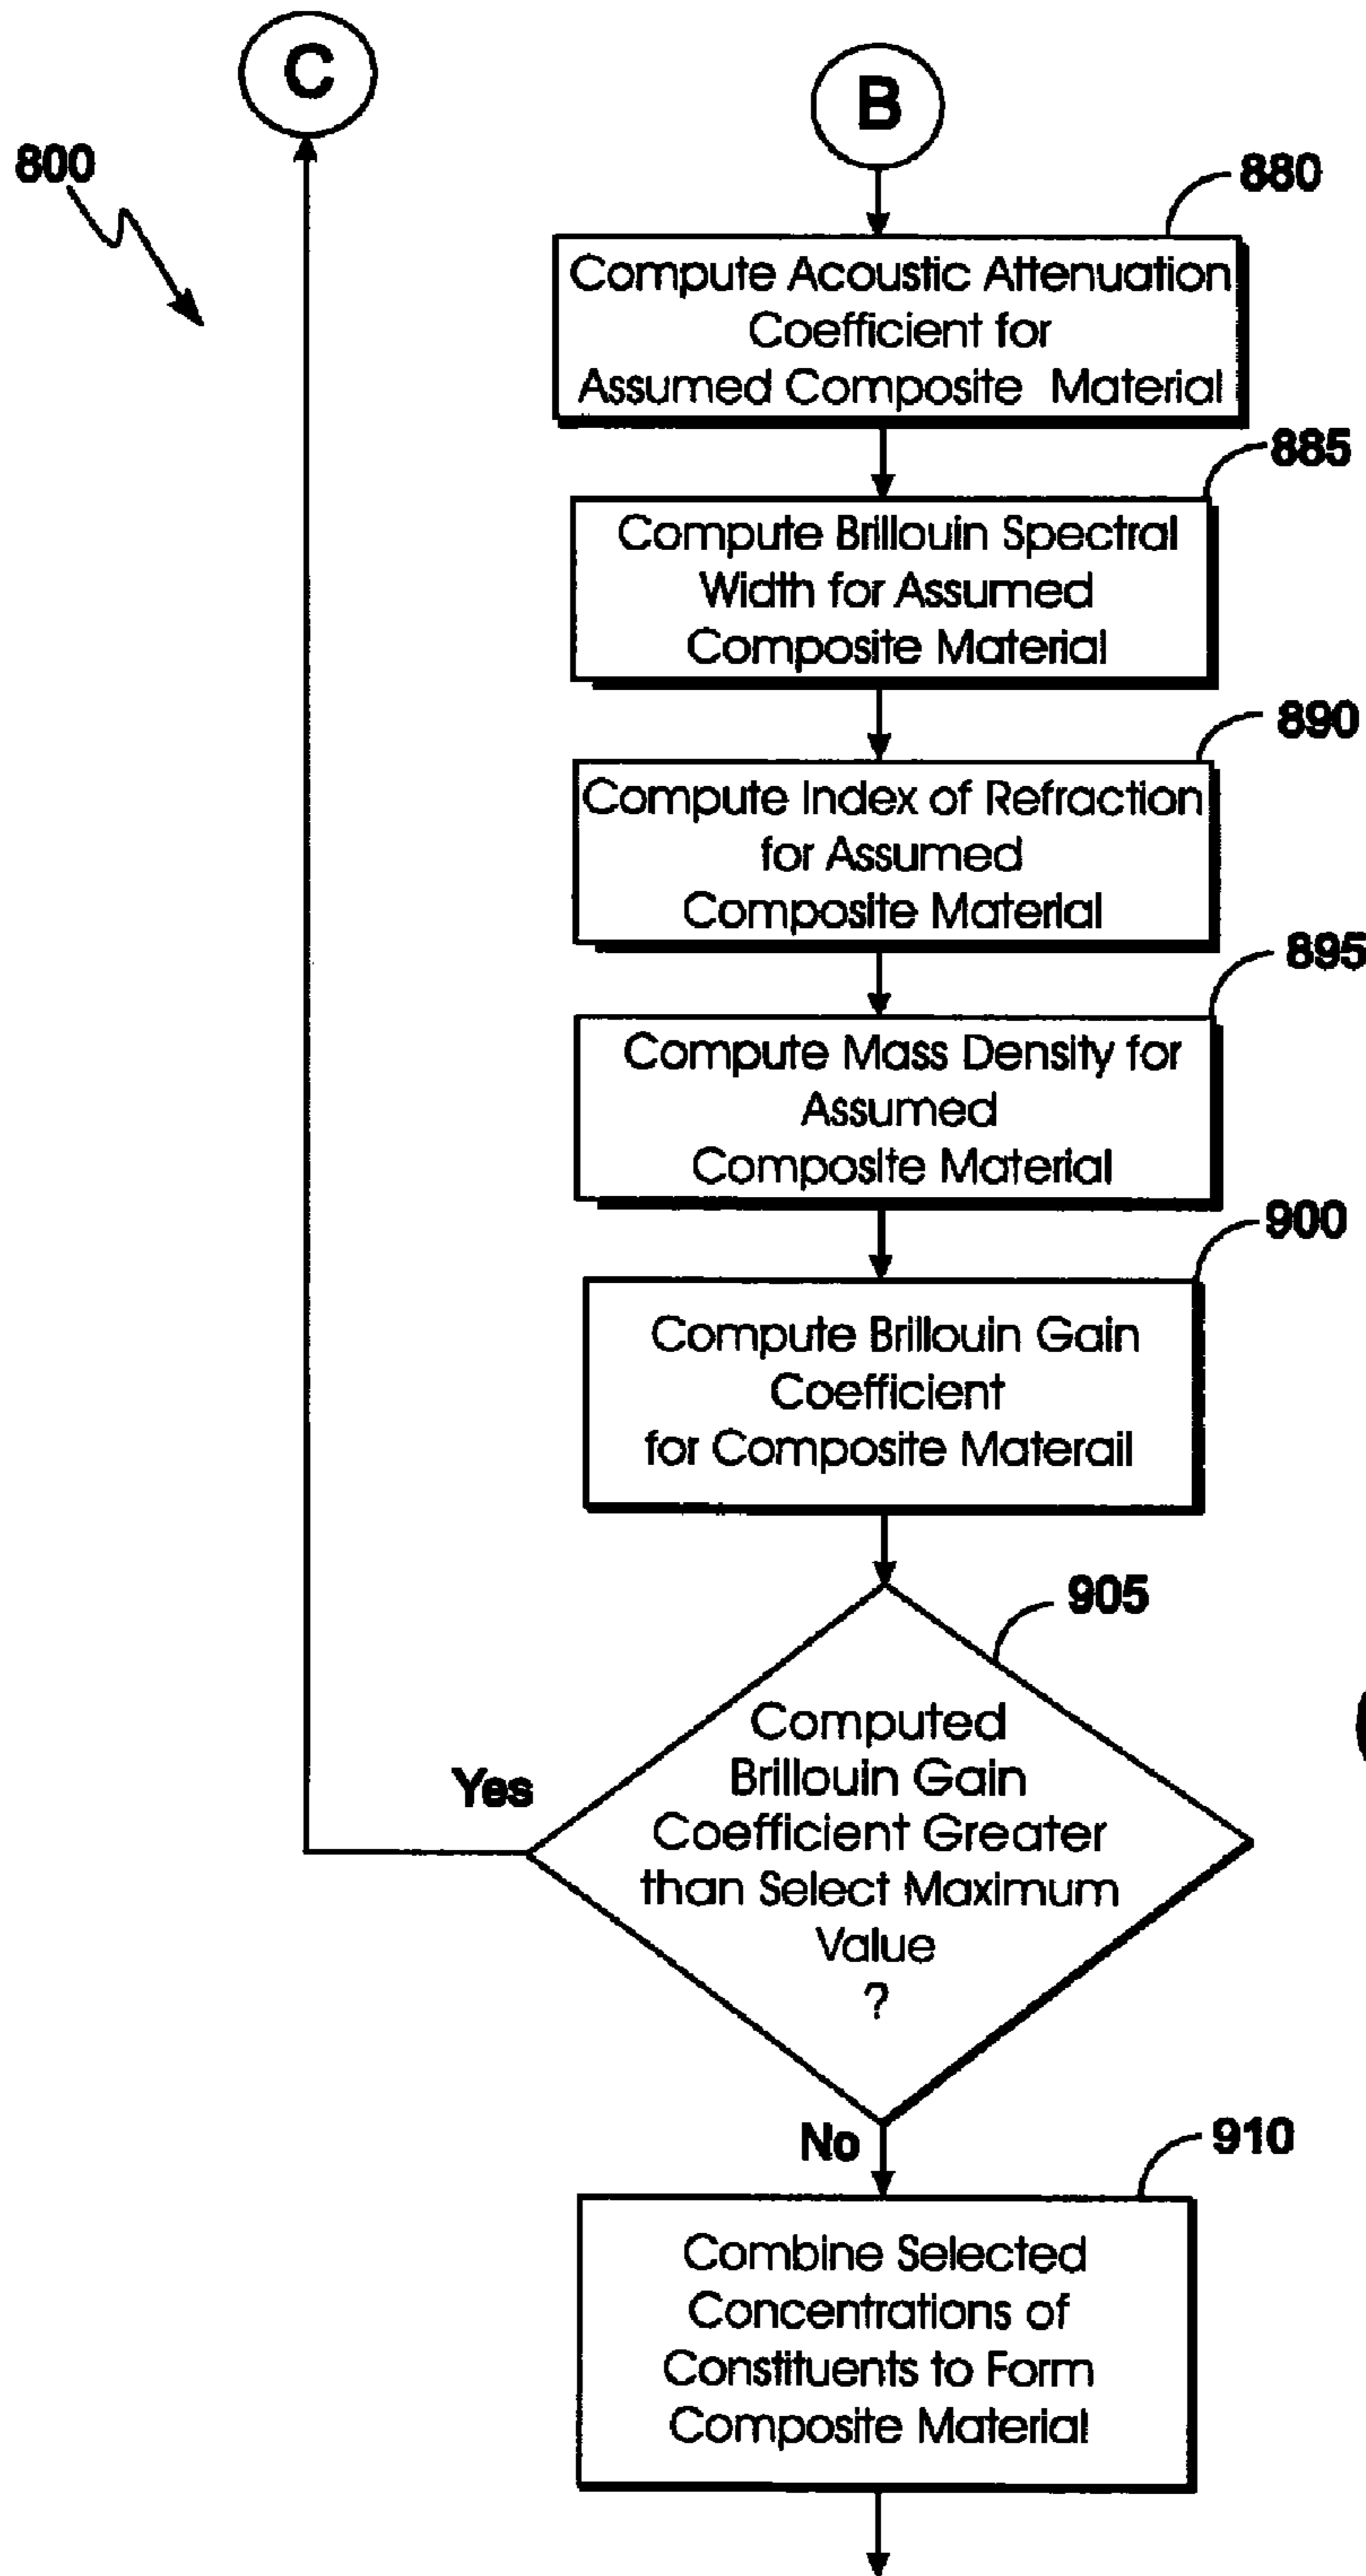 C
B
800
880
Compute Acoustic Attenuation
Coefficient for
Assumed Composite Material
885
Compute Brillouin Spectral
Width for Assumed
Composite Material
890
Compute Index of Refraction
for Assumed
Composite Material
895
Compute Mass Density for
Assumed
Composite Material
900
Compute Brillouin Gain
Coefficient
for Composite Materail
905
Computed
Brillouin Gain
Coefficient Greater
than Select Maximum
Value
?
Yes
No
910
Combine Selected
Concentrations of
Constituents to Form
Composite Material